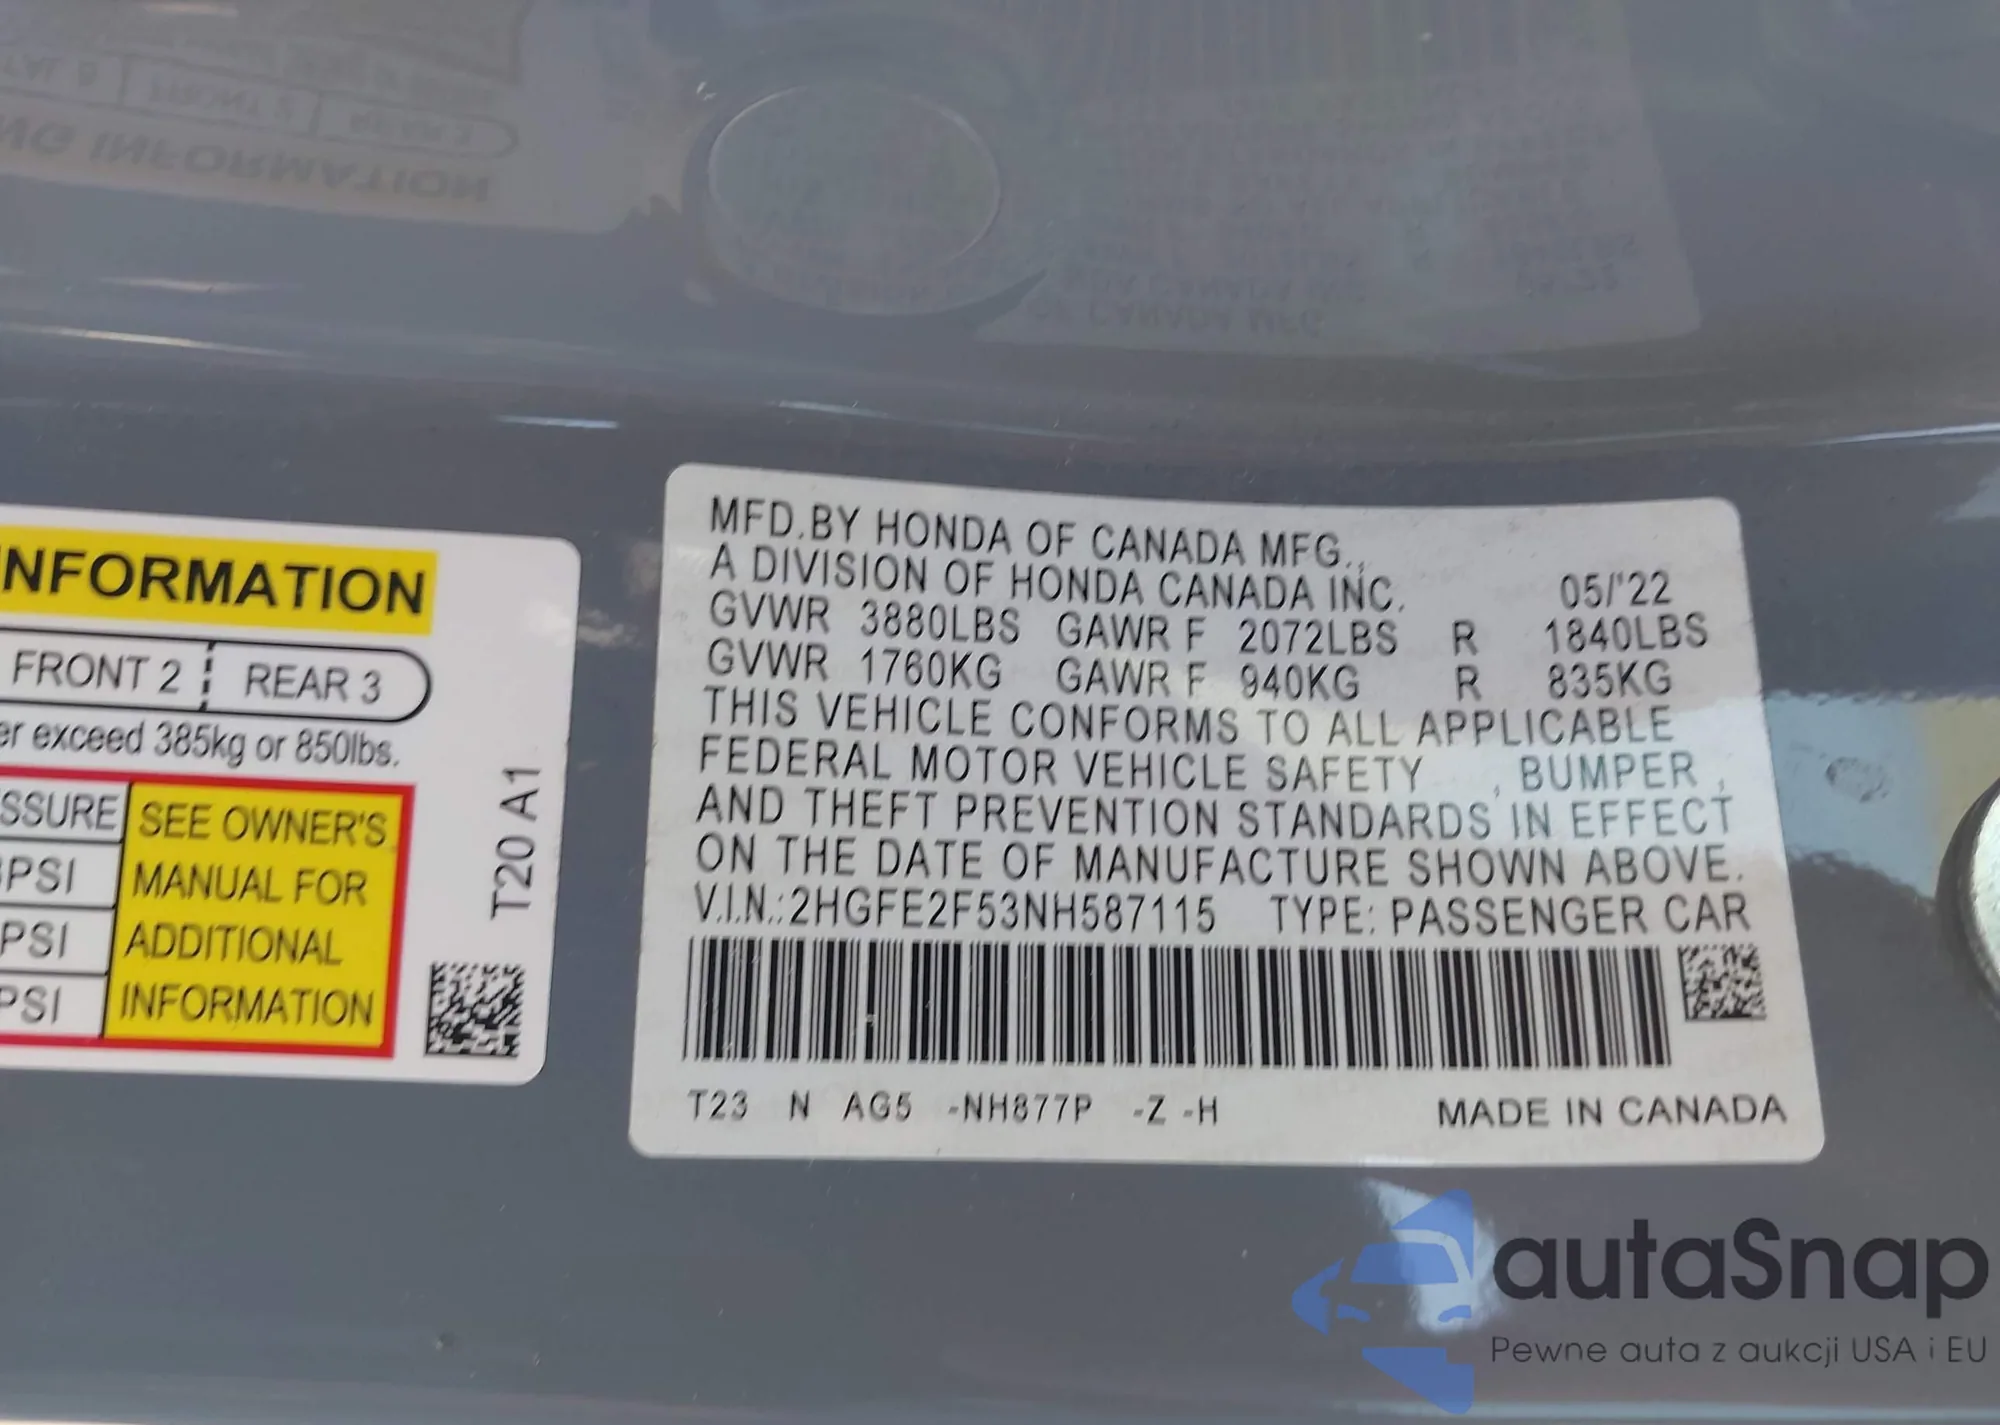 NFORMATION
FRONT 2 REAR 3
er exceed 385kg or 850lbs.
SSURE
PSI
PSI
PSI
SEE OWNER'S
MANUAL FOR
ADDITIONAL
INFORMATION
T20 A1
MFD.BY HONDA OF CANADA MFG.,
A DIVISION OF HONDA CANADA INC. 05/'22
GVWR 3880LBS GAWR F 2072LBS R 1840LBS
GVWR 1760KG GAWR F 940KG R 835KG
THIS VEHICLE CONFORMS TO ALL APPLICABLE
FEDERAL MOTOR VEHICLE SAFETY , BUMPER ,
AND THEFT PREVENTION STANDARDS IN EFFECT
ON THE DATE OF MANUFACTURE SHOWN ABOVE.
V.I.N.:2HGFE2F53NH587115 TYPE: PASSENGER CAR
T23 N AG5 -NH877P -Z -H MADE IN CANADA
autaSnap
Pewne auta z aukcji USA i EU